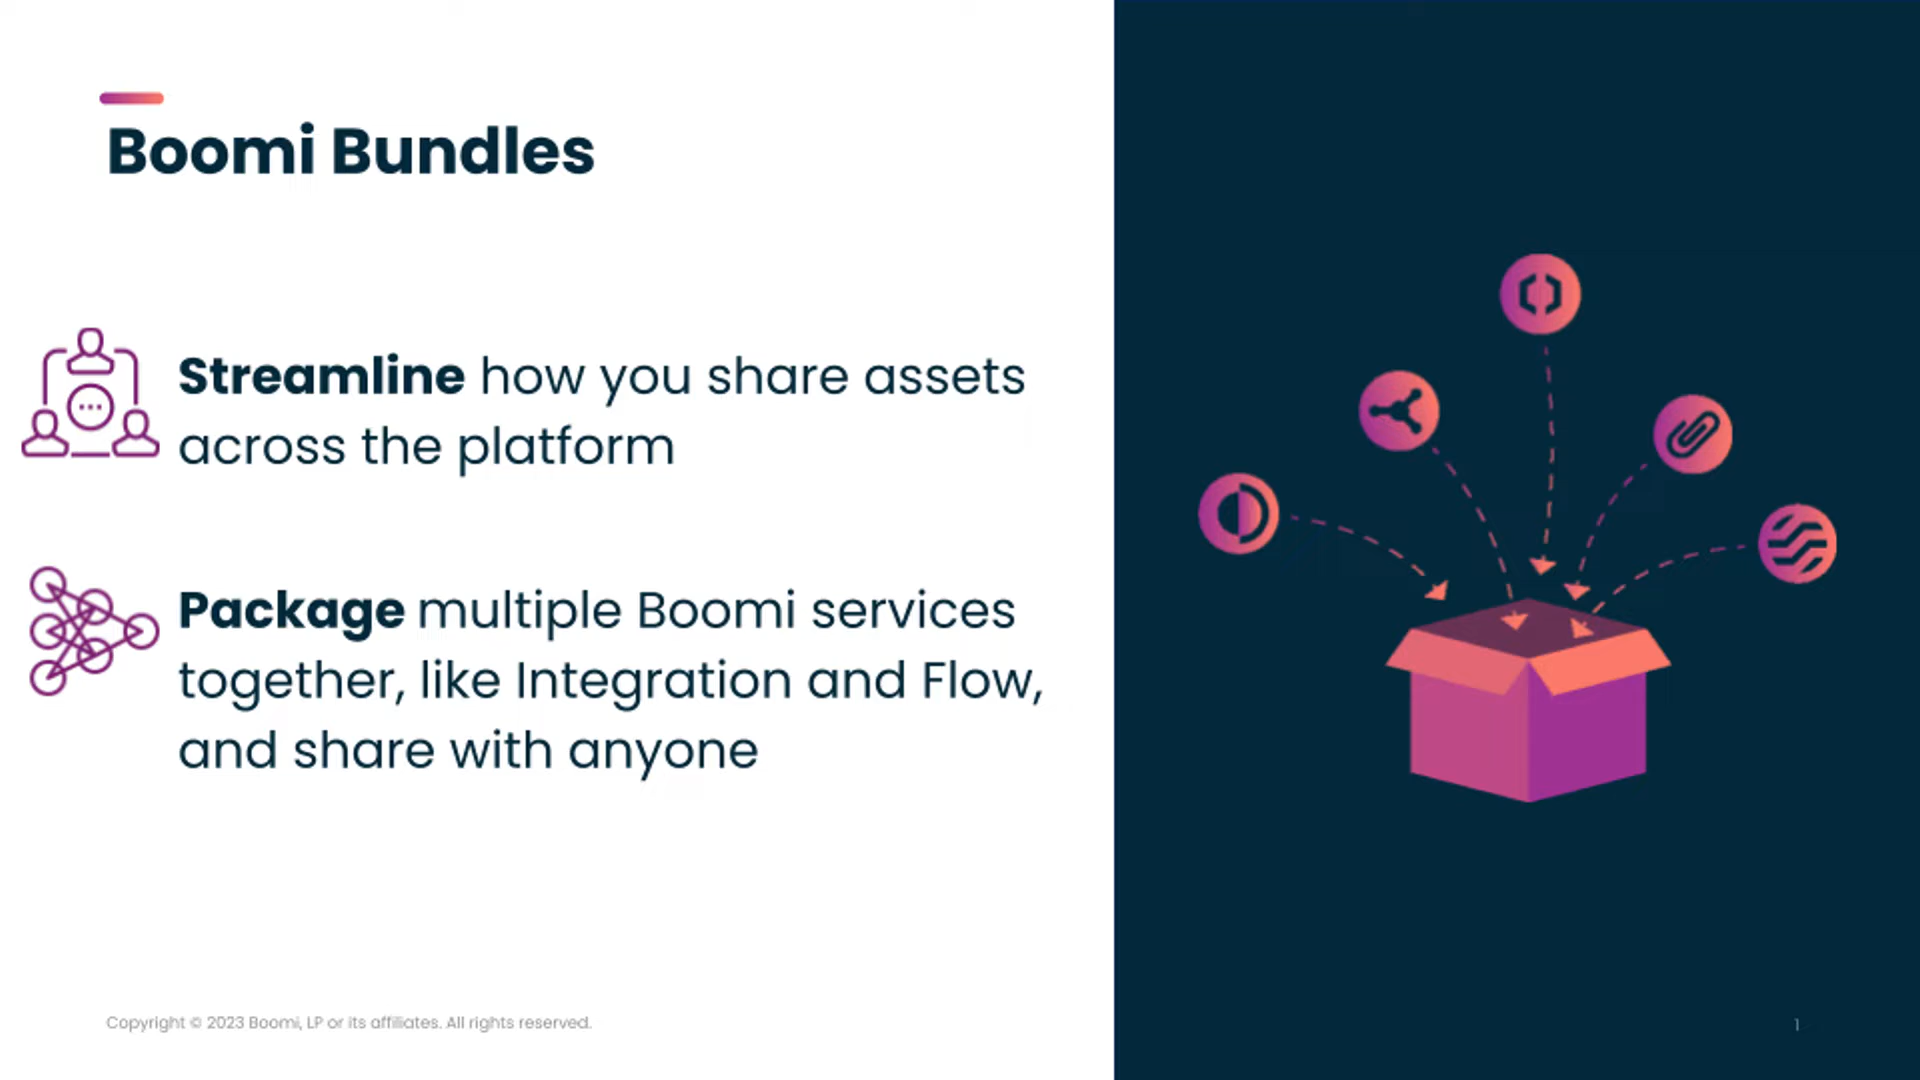 Boomi Bundles
Streamline how you share assets
across the platform
Package multiple Boomi services
together, like Integration and Flow,
and share with anyone
Copyright © 2023 Boomi, LP or its affiliates. All rights reserved.
1